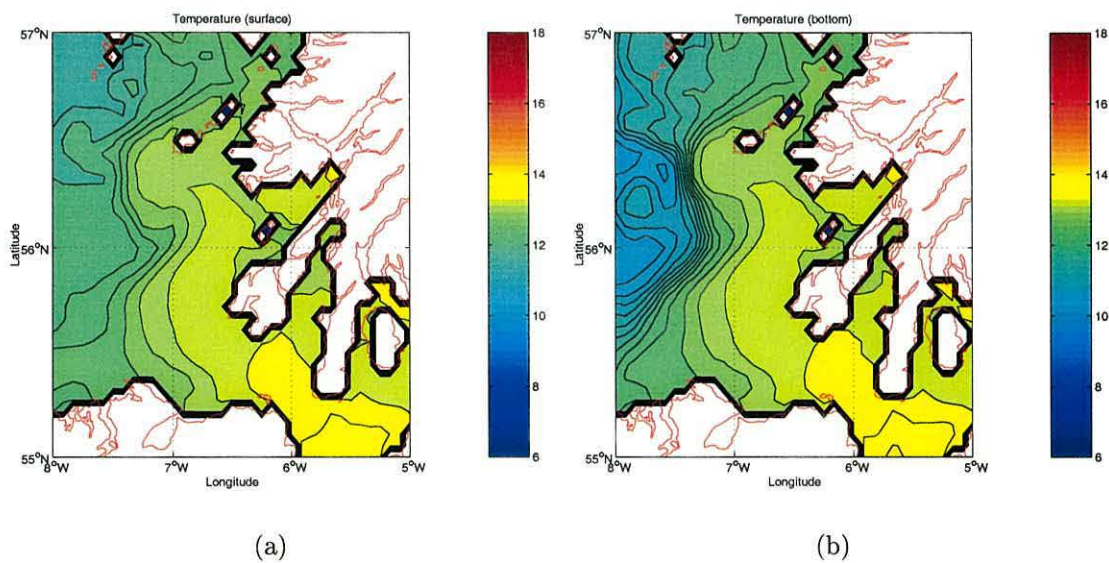 Temperature (surface)
57°N
56°N
55°N
Latitude
8°W
7°W
6°W
5°W
Longitude
18
16
14
12
10
8
6
(a)
Temperature (bottom)
57°N
56°N
55°N
Latitude
8°W
7°W
6°W
5°W
Longitude
18
16
14
12
10
8
6
(b)